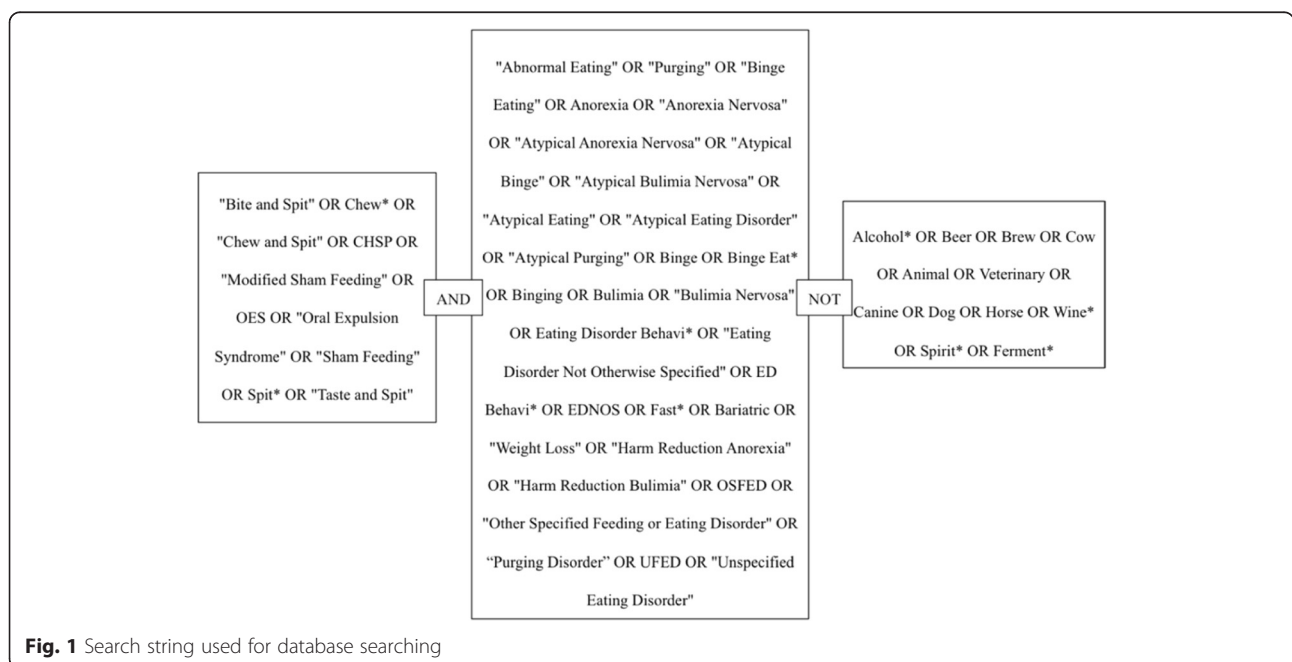 "Bite and Spit" OR Chew* OR
"Chew and Spit" OR CHSP OR
"Modified Sham Feeding" OR
OES OR "Oral Expulsion
Syndrome" OR "Sham Feeding"
OR Spit* OR "Taste and Spit"
AND
"Abnormal Eating" OR "Purging" OR "Binge
Eating" OR Anorexia OR "Anorexia Nervosa"
OR "Atypical Anorexia Nervosa" OR "Atypical
Binge" OR "Atypical Bulimia Nervosa" OR
"Atypical Eating" OR "Atypical Eating Disorder"
OR "Atypical Purging" OR Binge OR Binge Eat*
OR Binging OR Bulimia OR "Bulimia Nervosa"
OR Eating Disorder Behavi* OR "Eating
Disorder Not Otherwise Specified" OR ED
Behavi* OR EDNOS OR Fast* OR Bariatric OR
"Weight Loss" OR "Harm Reduction Anorexia"
OR "Harm Reduction Bulimia" OR OSFED OR
"Other Specified Feeding or Eating Disorder" OR
“Purging Disorder” OR UFED OR "Unspecified
Eating Disorder"
NOT
Alcohol* OR Beer OR Brew OR Cow
OR Animal OR Veterinary OR
Canine OR Dog OR Horse OR Wine*
OR Spirit* OR Ferment*
Fig. 1 Search string used for database searching